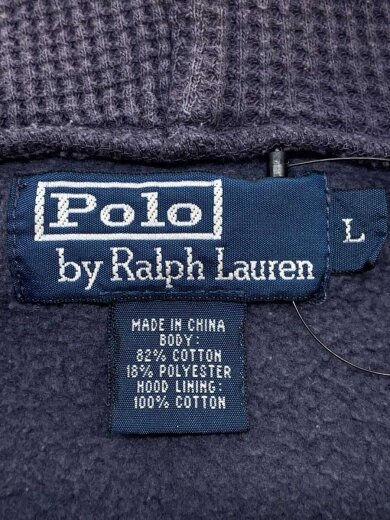 Polo
by Ralph Lauren
L
MADE IN CHINA
BODY:
82% COTTON
18% POLYESTER
HOOD LINING:
100% COTTON